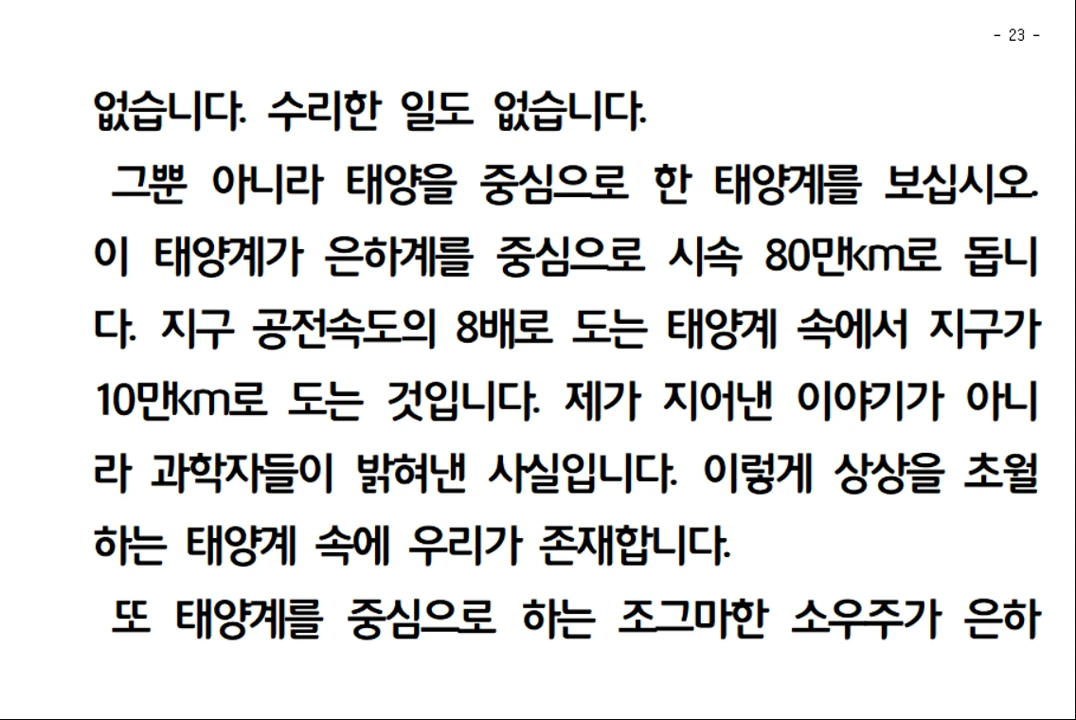 - 23 -
없습니다. 수리한 일도 없습니다.
그뿐 아니라 태양을 중심으로 한 태양계를 보십시오.
이 태양계가 은하계를 중심으로 시속 80만km로 돕니
다. 지구 공전속도의 8배로 도는 태양계 속에서 지구가
10만km로 도는 것입니다. 제가 지어낸 이야기가 아니
라 과학자들이 밝혀낸 사실입니다. 이렇게 상상을 초월
하는 태양계 속에 우리가 존재합니다.
또 태양계를 중심으로 하는 조그마한 소우주가 은하